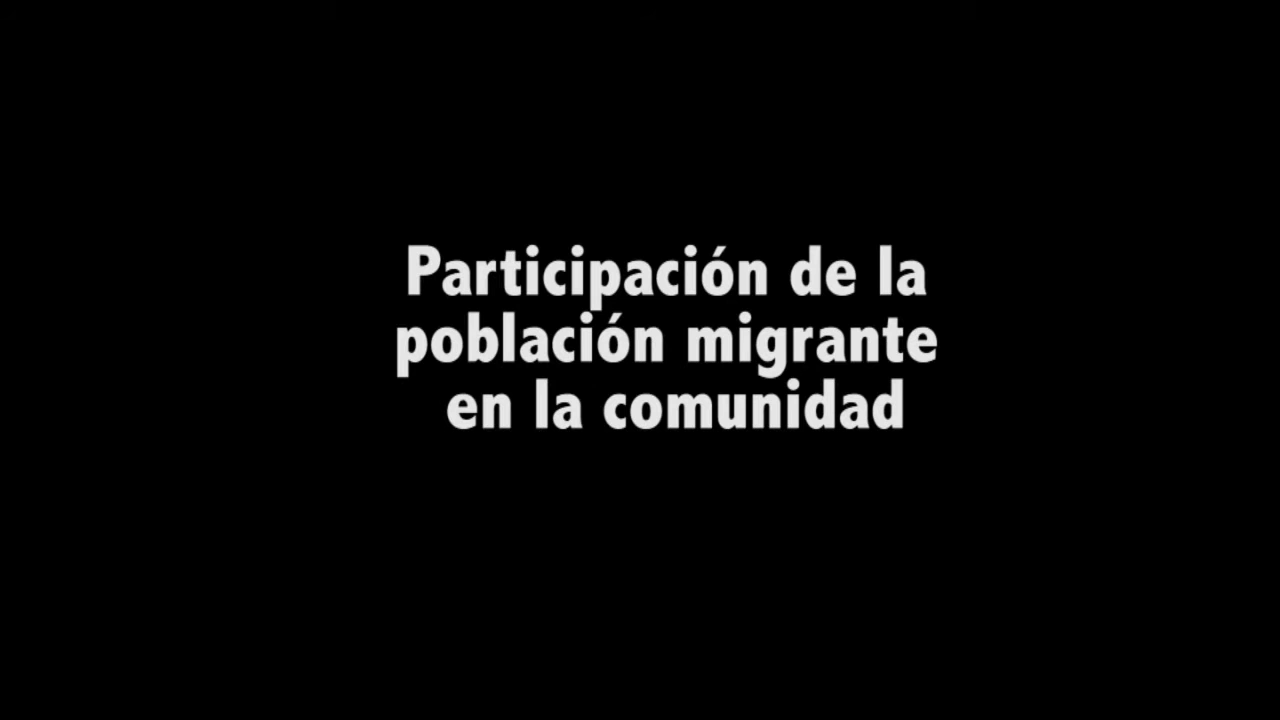 Participación de la
población migrante
en la comunidad